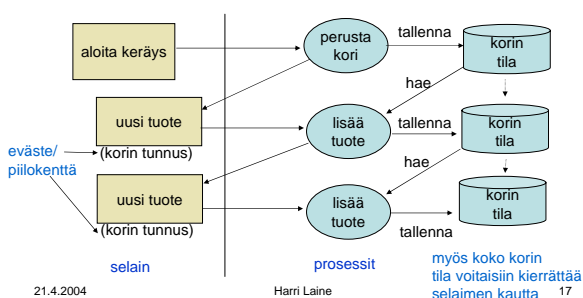 aloita keräys
perusta
kori
tallenna
korin
tila
hae
uusi tuote
(korin tunnus)
lisää
tuote
tallenna
korin
tila
eväste/
piilokenttä
hae
uusi tuote
(korin tunnus)
lisää
tuote
tallenna
korin
tila
selain
prosessit
myös koko korin
tila voitaisiin kierrättää
selaimen kautta
21.4.2004
Harri Laine
17